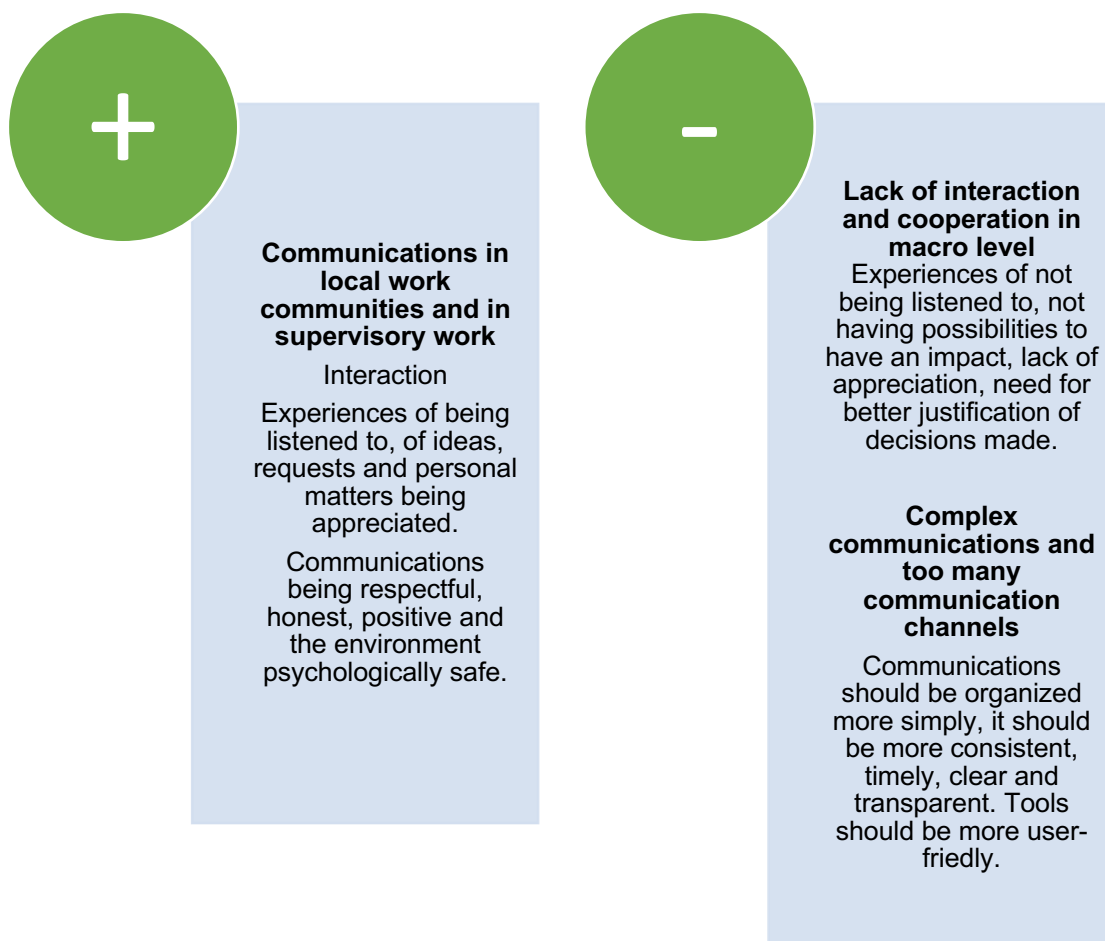 +
Communications in
local work
communities and in
supervisory work
Interaction
Experiences of being
listened to, of ideas,
requests and personal
matters being
appreciated.
Communications
being respectful,
honest, positive and
the environment
psychologically safe.
-
Lack of interaction
and cooperation in
macro level
Experiences of not
being listened to, not
having possibilities to
have an impact, lack of
appreciation, need for
better justification of
decisions made.
Complex
communications and
too many
communication
channels
Communications
should be organized
more simply, it should
be more consistent,
timely, clear and
transparent. Tools
should be more user-
friedly.